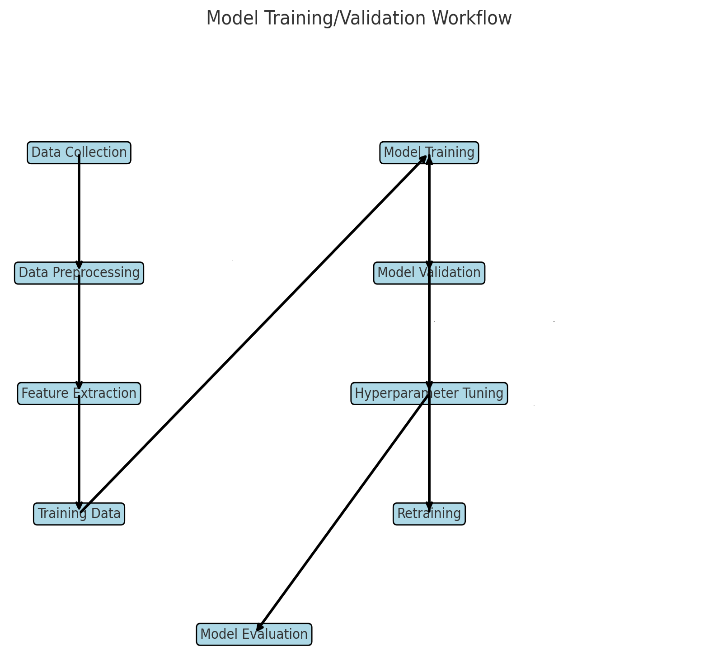 Model Training/Validation Workflow
Data Collection
Data Preprocessing
Feature Extraction
Training Data
Model Training
Model Validation
Hyperparameter Tuning
Retraining
Model Evaluation